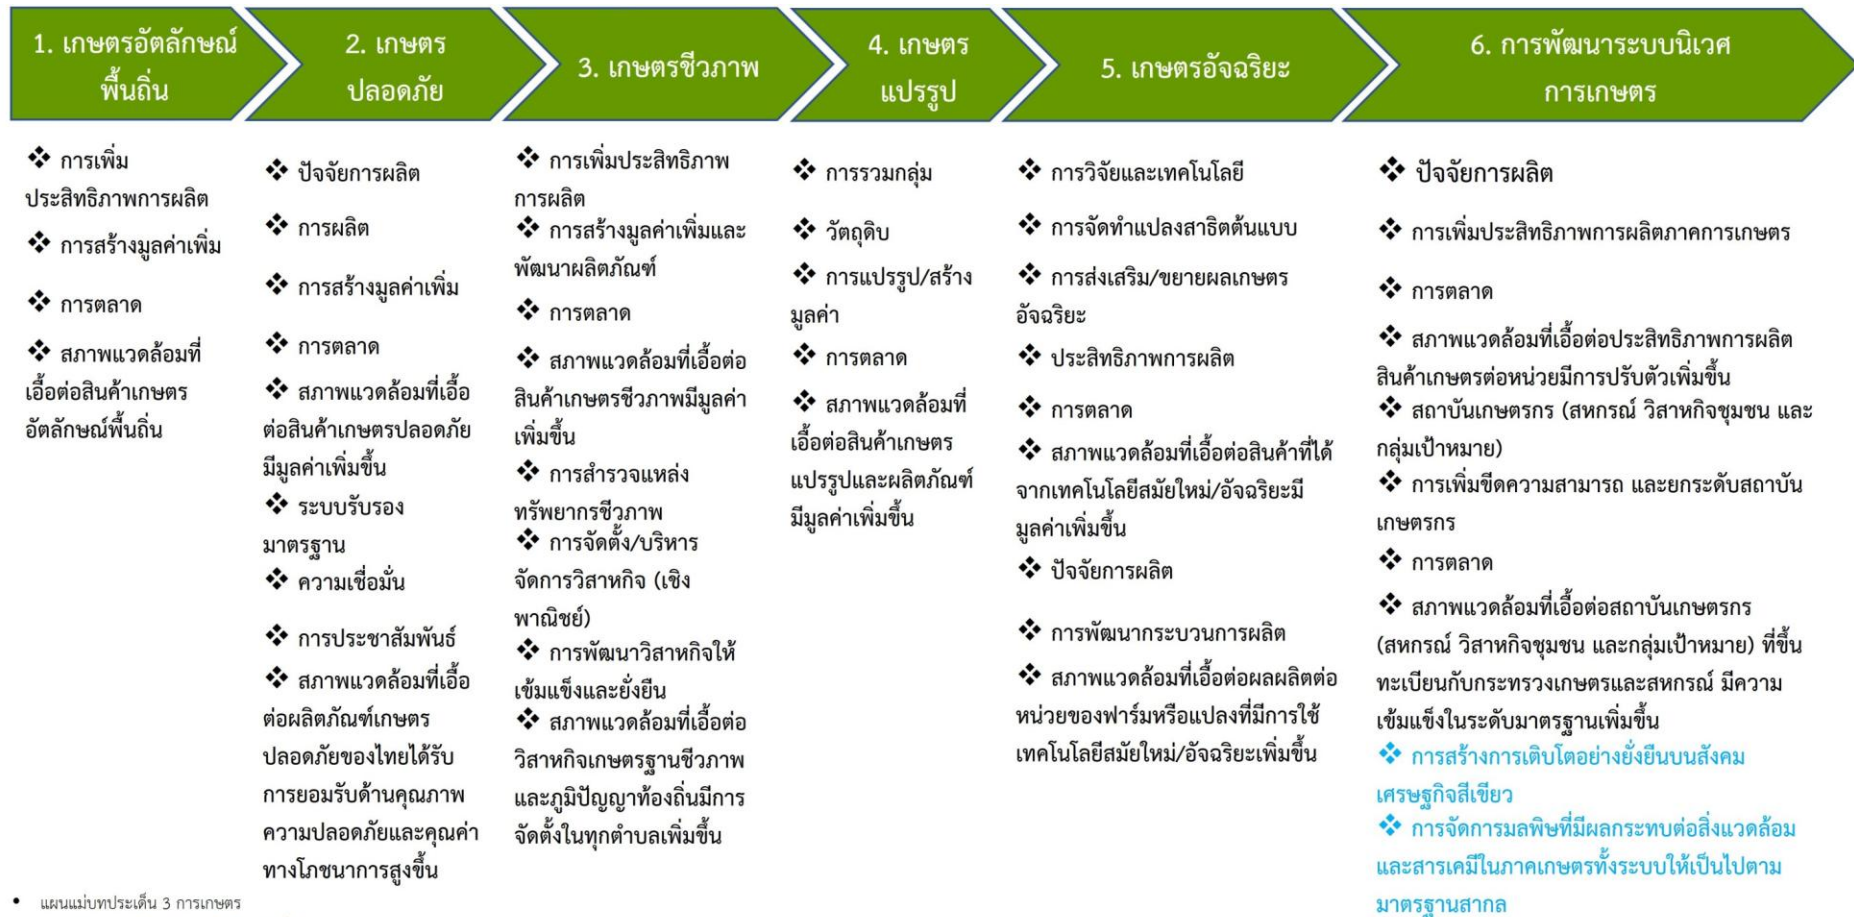 1. เกษตรอัตลักษณ์
พื้นถิ่น
2. เกษตร
ปลอดภัย
3. เกษตรชีวภาพ
4. เกษตร
แปรรูป
5. เกษตรอัจฉริยะ
6. การพัฒนาระบบนิเวศ
การเกษตร
❖ การเพิ่ม
ประสิทธิภาพการผลิต
❖ การสร้างมูลค่าเพิ่ม
❖ การตลาด
❖ สภาพแวดล้อมที่
เอื้อต่อสินค้าเกษตร
อัตลักษณ์พื้นถิ่น
❖ ปัจจัยการผลิต
❖ การผลิต
❖ การสร้างมูลค่าเพิ่ม
❖ การตลาด
❖ สภาพแวดล้อมที่เอื้อ
ต่อสินค้าเกษตรปลอดภัย
มีมูลค่าเพิ่มขึ้น
❖ ระบบรับรอง
มาตรฐาน
❖ ความเชื่อมั่น
❖ การประชาสัมพันธ์
❖ สภาพแวดล้อมที่เอื้อ
ต่อผลิตภัณฑ์เกษตร
ปลอดภัยของไทยได้รับ
การยอมรับด้านคุณภาพ
ความปลอดภัยและคุณค่า
ทางโภชนาการสูงขึ้น
❖ การเพิ่มประสิทธิภาพ
การผลิต
❖ การสร้างมูลค่าเพิ่มและ
พัฒนาผลิตภัณฑ์
❖ การตลาด
❖ สภาพแวดล้อมที่เอื้อต่อ
สินค้าเกษตรชีวภาพมีมูลค่า
เพิ่มขึ้น
❖ การสำรวจแหล่ง
ทรัพยากรชีวภาพ
❖ การจัดตั้ง/บริหาร
จัดการวิสาหกิจ (เชิง
พาณิชย์)
❖ การพัฒนาวิสาหกิจให้
เข้มแข็งและยั่งยืน
❖ สภาพแวดล้อมที่เอื้อต่อ
วิสาหกิจเกษตรฐานชีวภาพ
และภูมิปัญญาท้องถิ่นมีการ
จัดตั้งในทุกตำบลเพิ่มขึ้น
❖ การรวมกลุ่ม
❖ วัตถุดิบ
❖ การแปรรูป/สร้าง
มูลค่า
❖ การตลาด
❖ สภาพแวดล้อมที่
เอื้อต่อสินค้าเกษตร
แปรรูปและผลิตภัณฑ์
มีมูลค่าเพิ่มขึ้น
❖ การวิจัยและเทคโนโลยี
❖ การจัดทำแปลงสาธิตต้นแบบ
❖ การส่งเสริม/ขยายผลเกษตร
อัจฉริยะ
❖ ประสิทธิภาพการผลิต
❖ การตลาด
❖ สภาพแวดล้อมที่เอื้อต่อสินค้าที่ได้
จากเทคโนโลยีสมัยใหม่/อัจฉริยะมี
มูลค่าเพิ่มขึ้น
❖ ปัจจัยการผลิต
❖ การพัฒนากระบวนการผลิต
❖ สภาพแวดล้อมที่เอื้อต่อผลผลิตต่อ
หน่วยของฟาร์มหรือแปลงที่มีการใช้
เทคโนโลยีสมัยใหม่/อัจฉริยะเพิ่มขึ้น
❖ ปัจจัยการผลิต
❖ การเพิ่มประสิทธิภาพการผลิตภาคการเกษตร
❖ การตลาด
❖ สภาพแวดล้อมที่เอื้อต่อประสิทธิภาพการผลิต
สินค้าเกษตรต่อหน่วยมีการปรับตัวเพิ่มขึ้น
❖ สถาบันเกษตรกร (สหกรณ์ วิสาหกิจชุมชน และ
กลุ่มเป้าหมาย)
❖ การเพิ่มขีดความสามารถ และยกระดับสถาบัน
เกษตรกร
❖ การตลาด
❖ สภาพแวดล้อมที่เอื้อต่อสถาบันเกษตรกร
(สหกรณ์ วิสาหกิจชุมชน และกลุ่มเป้าหมาย) ที่ขึ้น
ทะเบียนกับกระทรวงเกษตรและสหกรณ์ มีความ
เข้มแข็งในระดับมาตรฐานเพิ่มขึ้น
❖ การสร้างการเติบโตอย่างยั่งยืนบนสังคม
เศรษฐกิจสีเขียว
❖ การจัดการมลพิษที่มีผลกระทบต่อสิ่งแวดล้อม
และสารเคมีในภาคเกษตรทั้งระบบให้เป็นไปตาม
มาตรฐานสากล
• แผนแม่บทประเด็น 3 การเกษตร